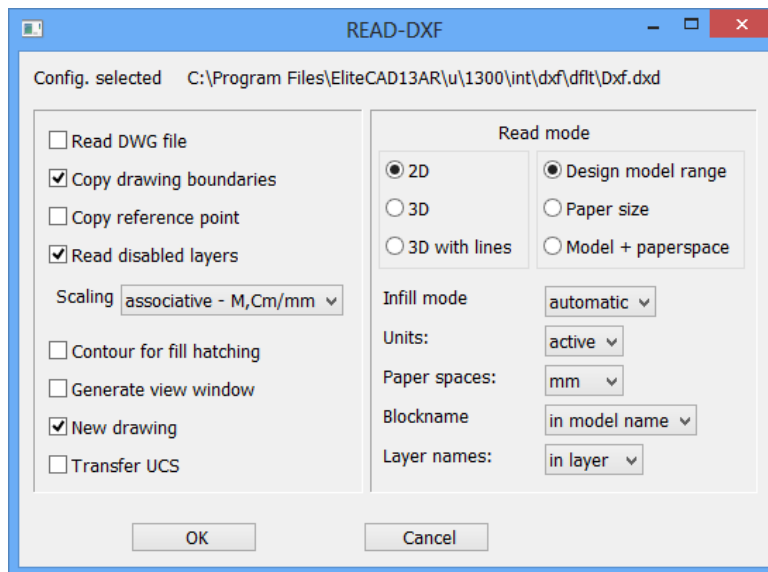 READ-DXF
Config. selected C:\Program Files\EliteCAD13AR\u\1300\int\dxf\dflt\Dxf.dxd
Read DWG file
Copy drawing boundaries
Copy reference point
Read disabled layers
Scaling associative - M,Cm/mm
Contour for fill hatching
Generate view window
New drawing
Transfer UCS
Read mode
2D Design model range
3D Paper size
3D with lines Model + paperspace
Infill mode automatic
Units: active
Paper spaces: mm
Blockname in model name
Layer names: in layer
OK Cancel